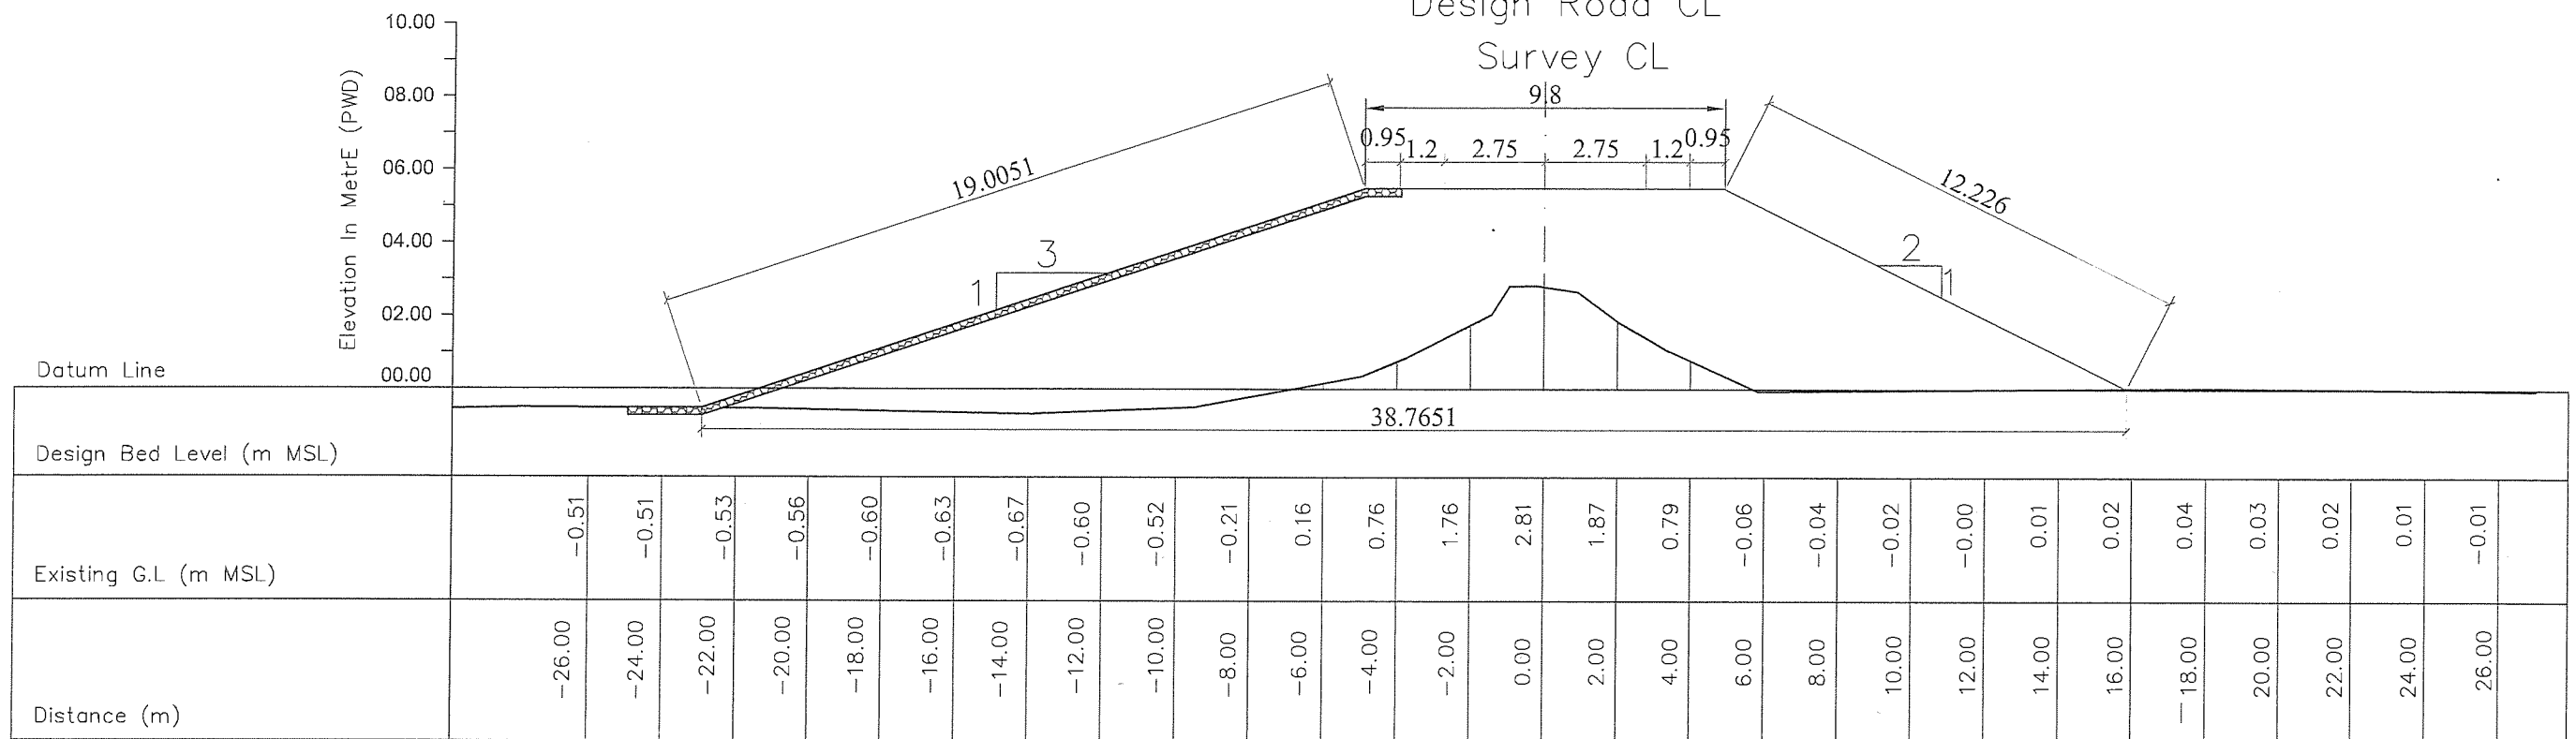 Design Road CL
Survey CL
10.00
08.00
06.00
04.00
02.00
00.00
Elevation In MetrE (PWD)
9.8
0.95 1.2 2.75 2.75 1.2 0.95
19.0051
12.226
3
1
2
1
38.7651
Datum Line
Design Bed Level (m MSL)
Existing G.L (m MSL) -0.51 -0.51 -0.53 -0.56 -0.60 -0.63 -0.67 -0.60 -0.52 -0.21 0.16 0.76 1.76 2.81 1.87 0.79 -0.06 -0.04 -0.02 -0.00 0.01 0.02 0.04 0.03 0.02 0.01 -0.01
Distance (m) -26.00 -24.00 -22.00 -20.00 -18.00 -16.00 -14.00 -12.00 -10.00 -8.00 -6.00 -4.00 -2.00 0.00 2.00 4.00 6.00 8.00 10.00 12.00 14.00 16.00 18.00 20.00 22.00 24.00 26.00